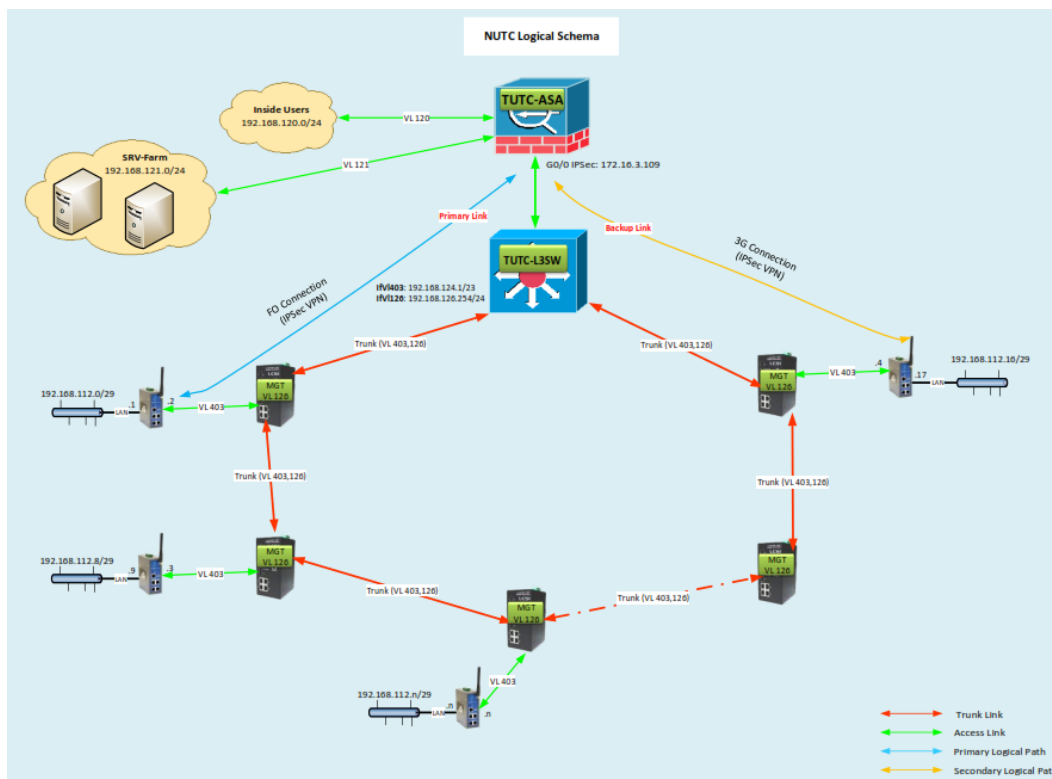 NUTC Logical Schema
TUTC-ASA
Inside Users
192.168.120.0/24
VL 120
SRV-Farm
192.168.121.0/24
VL 121
G0/0 IPSec: 172.16.3.109
Primary Link
Backup Link
3G Connection
(IPSec VPN)
FO Connection
(IPSec VPN)
TUTC-L3SW
IfVl403: 192.168.124.1/23
IfVl126: 192.168.126.254/24
Trunk (VL 403,126)
Trunk (VL 403,126)
192.168.112.0/29
LAN
.1
.2
VL 403
MGT
VL 126
MGT
VL 126
VL 403
.4
.17
LAN
192.168.112.16/29
Trunk (VL 403,126)
Trunk (VL 403,126)
192.168.112.8/29
LAN
.9
.3
VL 403
MGT
VL 126
MGT
VL 126
Trunk (VL 403,126)
Trunk (VL 403,126)
MGT
VL 126
VL 403
192.168.112.n/29
LAN
.n
.n
Trunk Link
Access Link
Primary Logical Path
Secondary Logical Pat